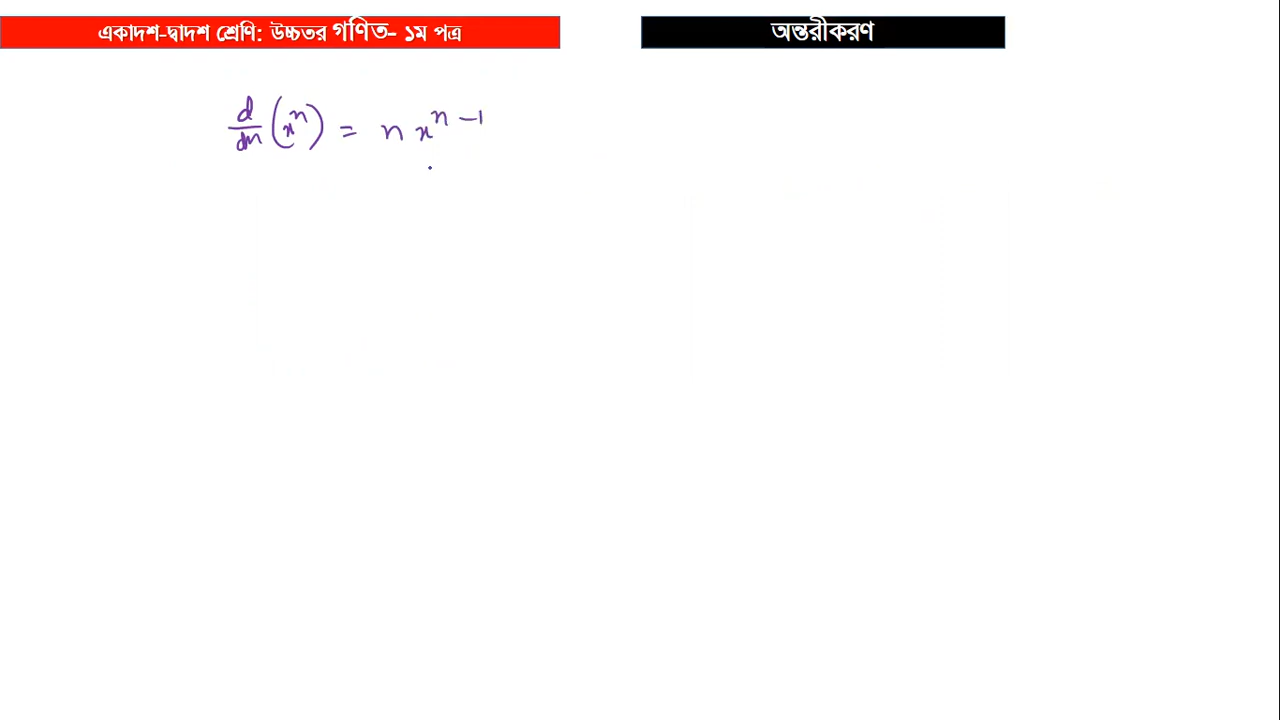 একাদশ-দ্বাদশ শ্রেণি: উচ্চতর গণিত- ১ম পত্র
অন্তরীকরণ
d/dx (x^n) = n x^{n-1}